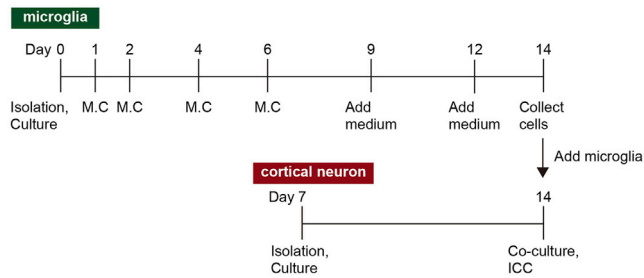 microglia
Day 0 1 2 4 6 9 12 14
Isolation, M.C M.C M.C M.C Add Add Collect
Culture medium medium cells
Add microglia
cortical neuron
Day 7 14
Isolation, Co-culture,
Culture ICC